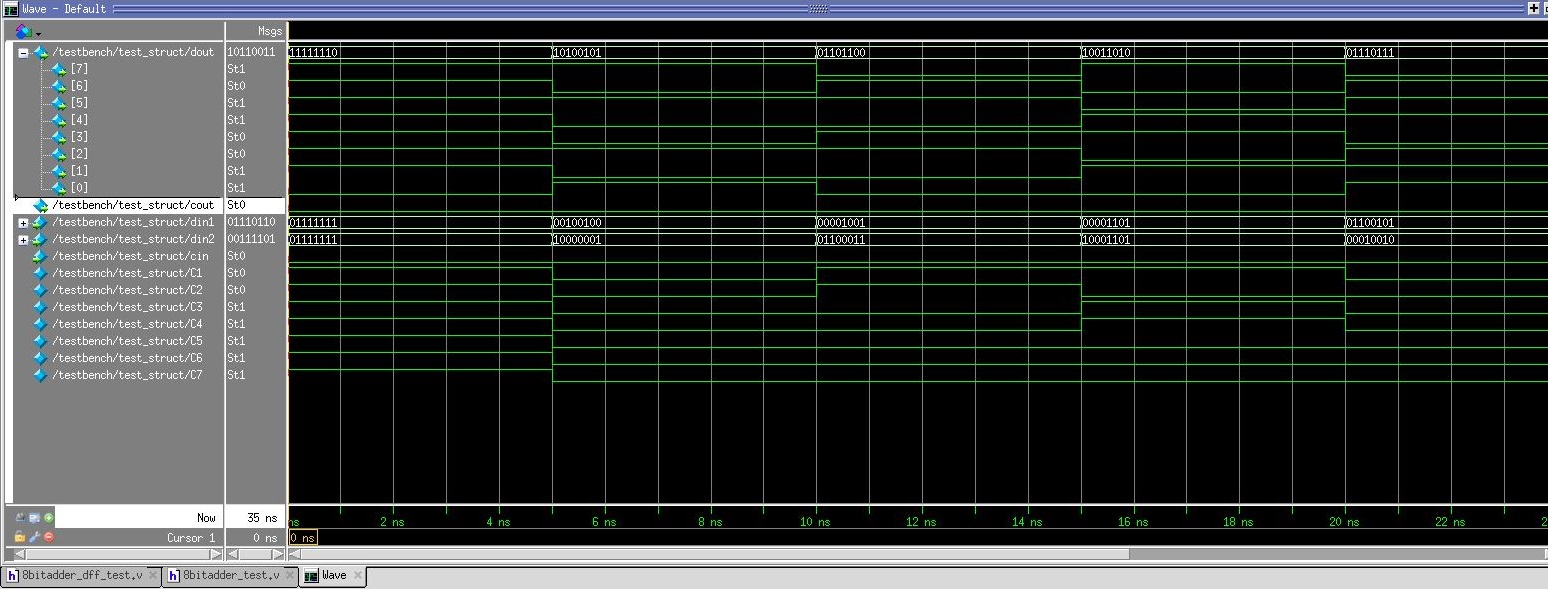 Wave - Default
Msgs
/testbench/test_struct/dout 10110011 11111110 10100101 01101100 10011010 01110111
[7] St1
[6] St0
[5] St1
[4] St1
[3] St0
[2] St0
[1] St1
[0] St1
/testbench/test_struct/cout St0
/testbench/test_struct/din1 01110110 01111111 00100100 00001001 00001101 01100101
/testbench/test_struct/din2 00111101 01111111 10000001 01100011 10001101 00010010
/testbench/test_struct/cin St0
/testbench/test_struct/C1 St0
/testbench/test_struct/C2 St0
/testbench/test_struct/C3 St1
/testbench/test_struct/C4 St1
/testbench/test_struct/C5 St1
/testbench/test_struct/C6 St1
/testbench/test_struct/C7 St1
Now 35 ns ns 2 ns 4 ns 6 ns 8 ns 10 ns 12 ns 14 ns 16 ns 18 ns 20 ns 22 ns 2
Cursor 1 0 ns 0 ns
8bitadder_dff_test.v 8bitadder_test.v Wave